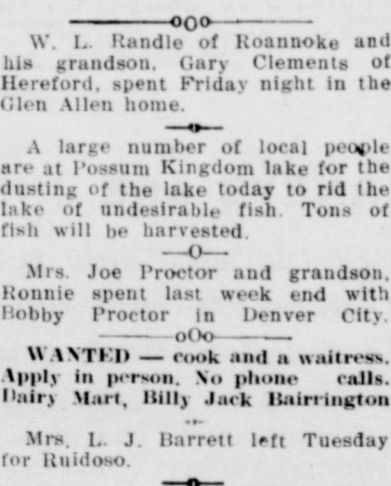 oOo
W. L. Randle of Roannoke and
his grandson, Gary Clements of
Hereford, spent Friday night in the
Glen Allen home.
A large number of local people
are at Possum Kingdom lake for the
dusting of the lake today to rid the
lake of undesirable fish. Tons of
fish will be harvested.
O
Mrs. Joe Proctor and grandson,
Ronnie spent last week end with
Bobby Proctor in Denver City.
oOo
WANTED — cook and a waitress.
Apply in person. No phone calls.
Dairy Mart, Billy Jack Bairrington
Mrs. L. J. Barrett left Tuesday
for Ruidoso.